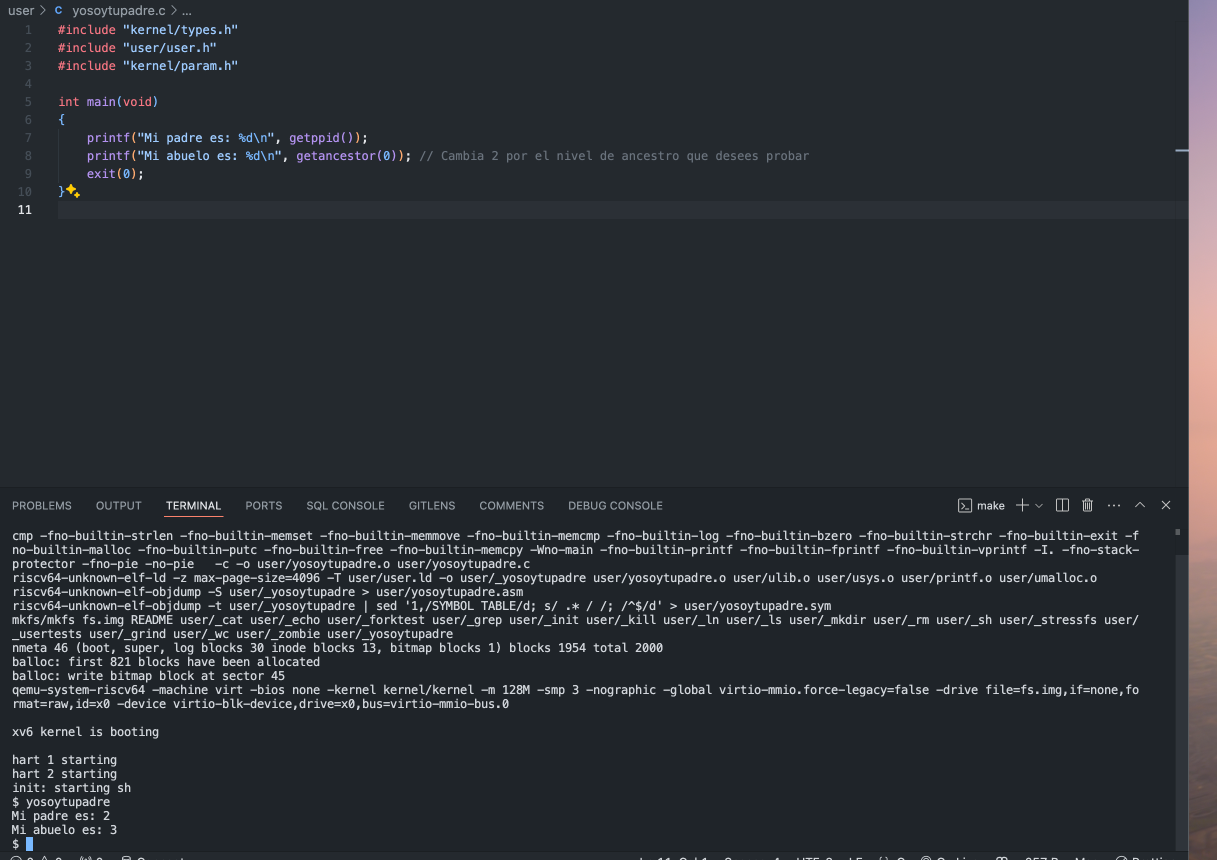 user > C yosoytupadre.c > ...
1 #include "kernel/types.h"
2 #include "user/user.h"
3 #include "kernel/param.h"
4
5 int main(void)
6 {
7 printf("Mi padre es: %d\n", getppid());
8 printf("Mi abuelo es: %d\n", getancestor(0)); // Cambia 2 por el nivel de ancestro que desees probar
9 exit(0);
10 }
11
PROBLEMS OUTPUT TERMINAL PORTS SQL CONSOLE GITLENS COMMENTS DEBUG CONSOLE make
cmp -fno-builtin-strlen -fno-builtin-memset -fno-builtin-memmove -fno-builtin-memcmp -fno-builtin-log -fno-builtin-bzero -fno-builtin-strchr -fno-builtin-exit -f
no-builtin-malloc -fno-builtin-putc -fno-builtin-free -fno-builtin-memcpy -Wno-main -fno-builtin-printf -fno-builtin-fprintf -fno-builtin-vprintf -I. -fno-stack-
protector -fno-pie -no-pie -c -o user/yosoytupadre.o user/yosoytupadre.c
riscv64-unknown-elf-ld -z max-page-size=4096 -T user/user.ld -o user/_yosoytupadre user/yosoytupadre.o user/ulib.o user/usys.o user/printf.o user/umalloc.o
riscv64-unknown-elf-objdump -S user/_yosoytupadre > user/yosoytupadre.asm
riscv64-unknown-elf-objdump -t user/_yosoytupadre | sed '1,/SYMBOL TABLE/d; s/ .* / /; /^$/d' > user/yosoytupadre.sym
mkfs/mkfs fs.img README user/_cat user/_echo user/_forktest user/_grep user/_init user/_kill user/_ln user/_ls user/_mkdir user/_rm user/_sh user/_stressfs user/
_usertests user/_grind user/_wc user/_zombie user/_yosoytupadre
nmeta 46 (boot, super, log blocks 30 inode blocks 13, bitmap blocks 1) blocks 1954 total 2000
balloc: first 821 blocks have been allocated
balloc: write bitmap block at sector 45
qemu-system-riscv64 -machine virt -bios none -kernel kernel/kernel -m 128M -smp 3 -nographic -global virtio-mmio.force-legacy=false -drive file=fs.img,if=none,fo
rmat=raw,id=x0 -device virtio-blk-device,drive=x0,bus=virtio-mmio-bus.0
xv6 kernel is booting
hart 1 starting
hart 2 starting
init: starting sh
$ yosoytupadre
Mi padre es: 2
Mi abuelo es: 3
$